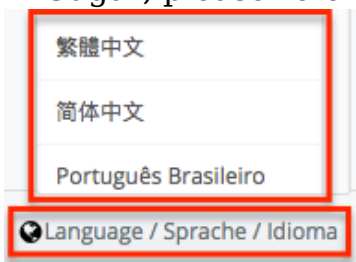 繁體中文
简体中文
Português Brasileiro
Language / Sprache / Idioma